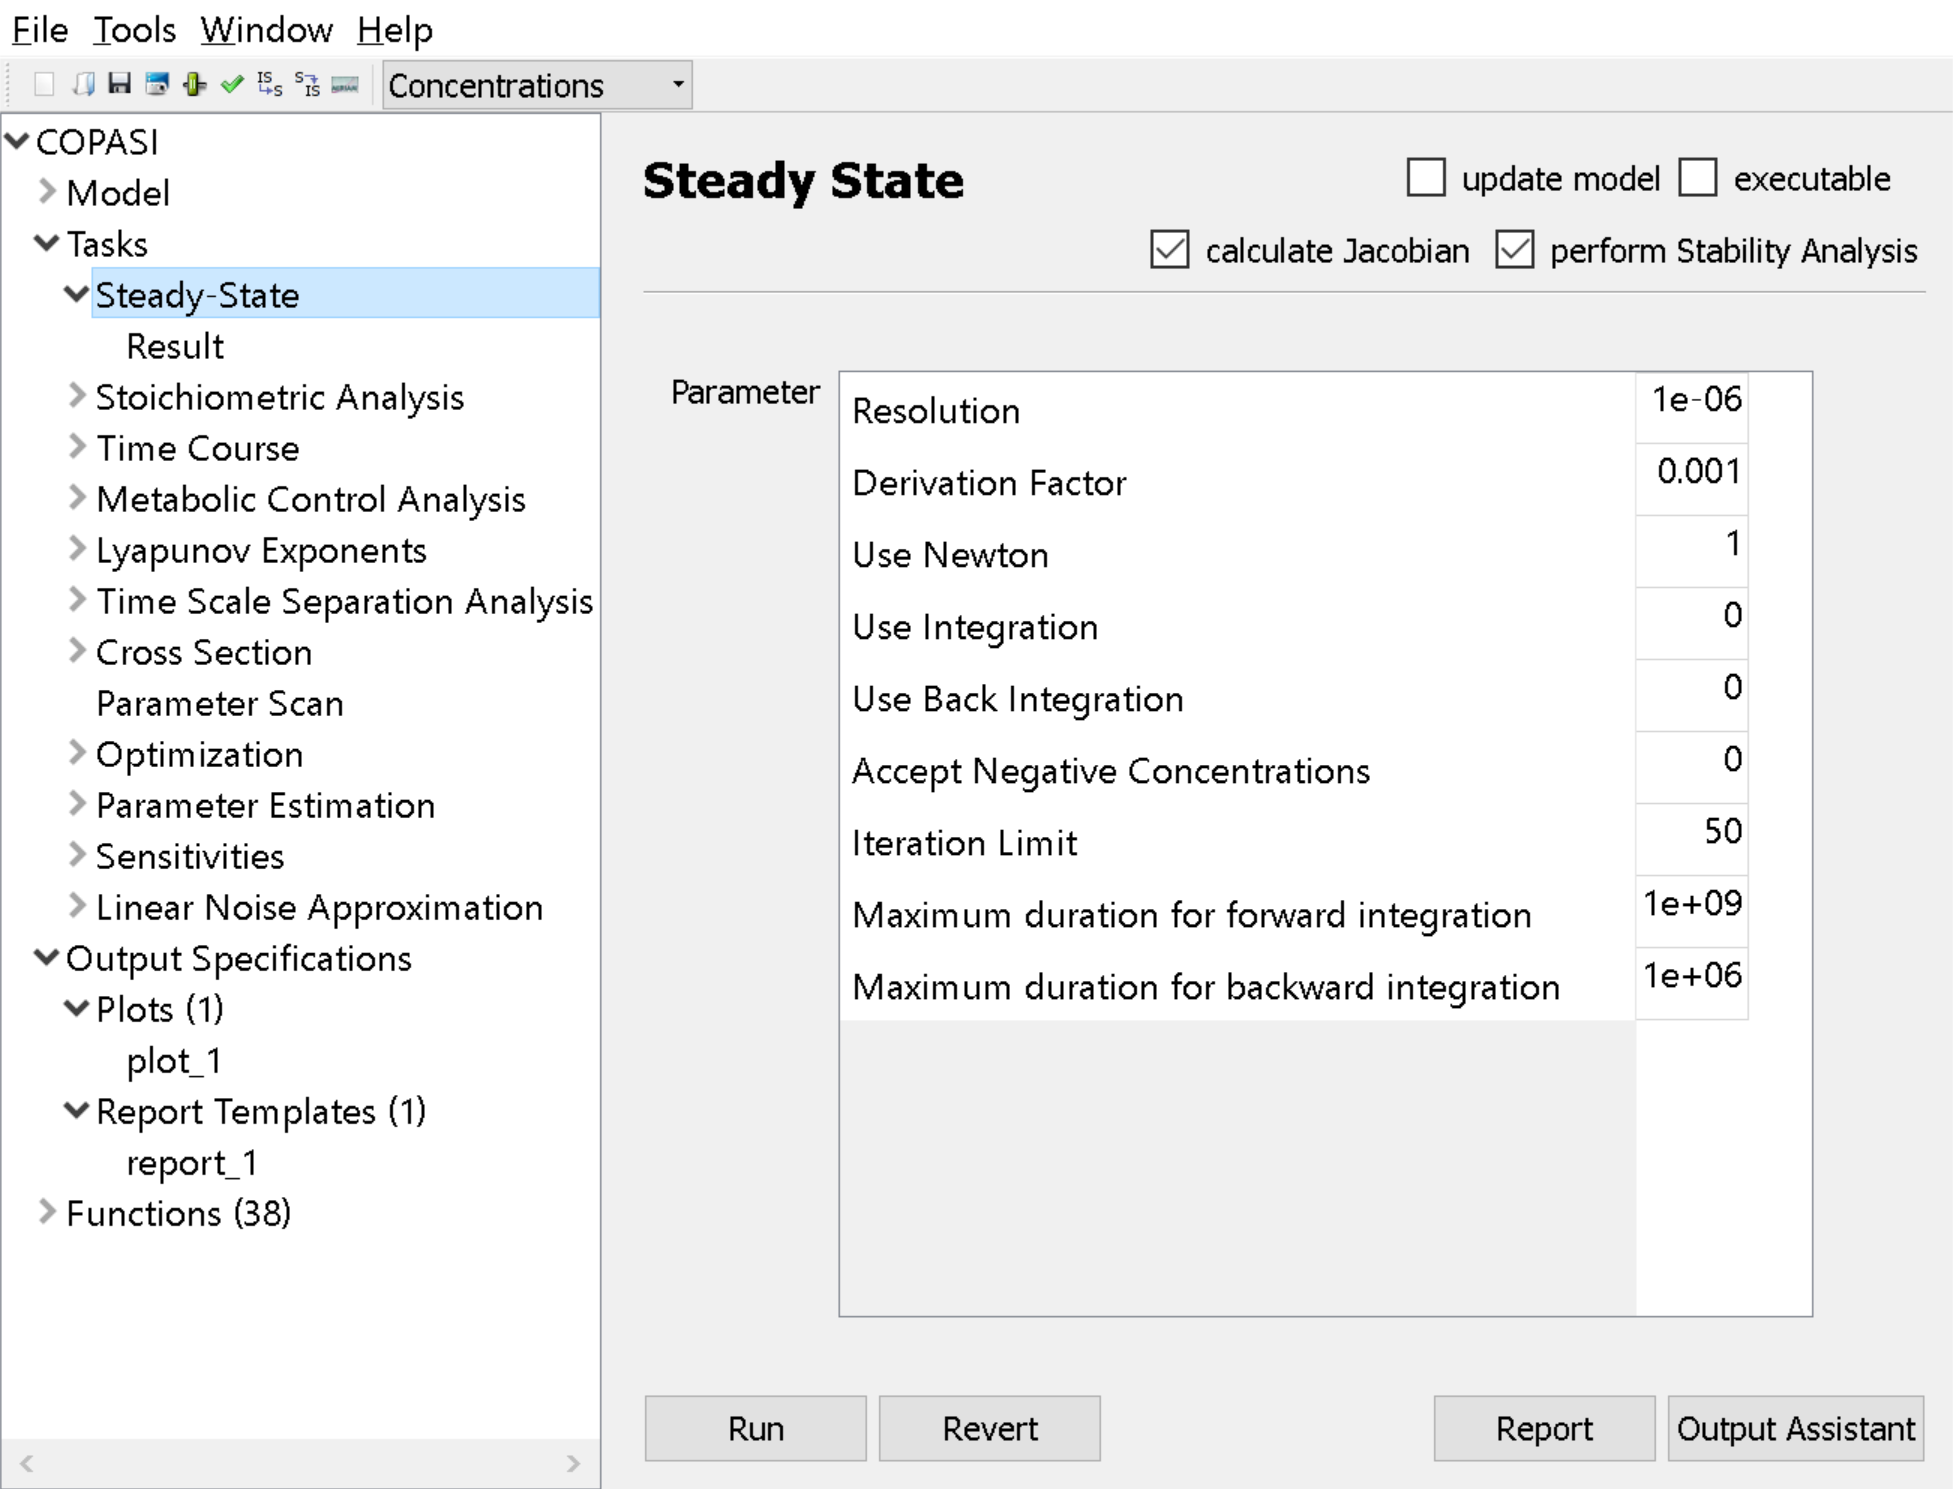 File Tools Window Help
IS S S IS Concentrations
COPASI
Model
Tasks
Steady-State
Result
Stoichiometric Analysis
Time Course
Metabolic Control Analysis
Lyapunov Exponents
Time Scale Separation Analysis
Cross Section
Parameter Scan
Optimization
Parameter Estimation
Sensitivities
Linear Noise Approximation
Output Specifications
Plots (1)
plot_1
Report Templates (1)
report_1
Functions (38)
Steady State
update model executable
calculate Jacobian perform Stability Analysis
Parameter
Resolution 1e-06
Derivation Factor 0.001
Use Newton 1
Use Integration 0
Use Back Integration 0
Accept Negative Concentrations 0
Iteration Limit 50
Maximum duration for forward integration 1e+09
Maximum duration for backward integration 1e+06
Run Revert Report Output Assistant